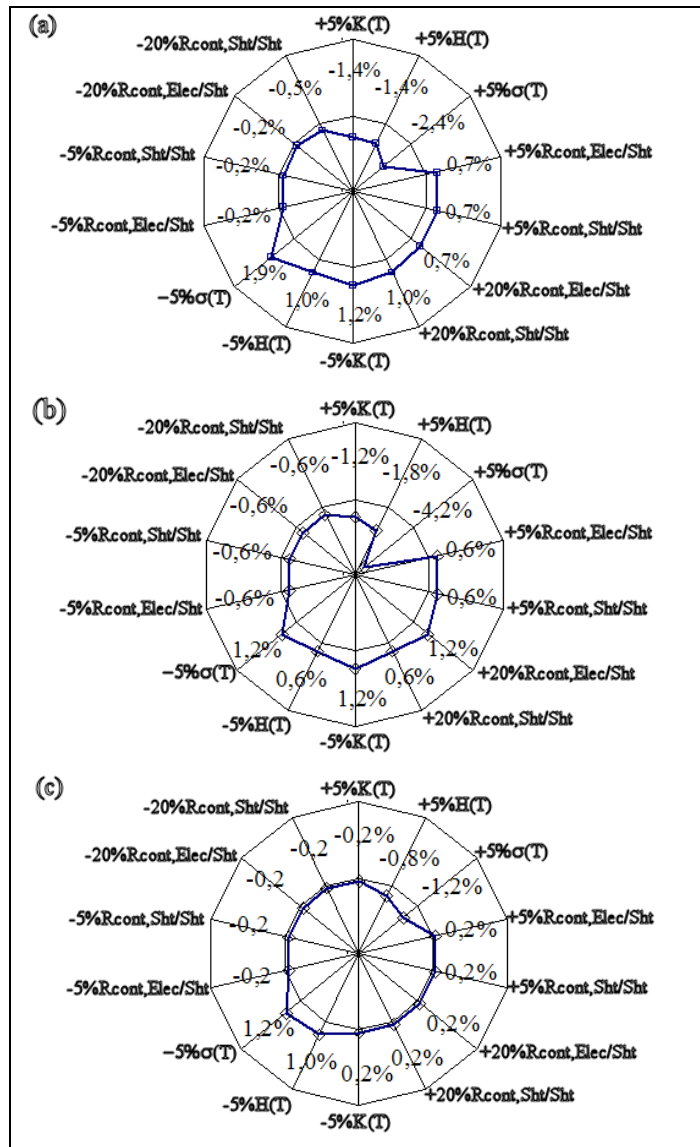 (a)
+5%K(T)
+5%H(T)
+5%σ(T)
+5%Rcont,Elec/Sht
+5%Rcont,Sht/Sht
+20%Rcont,Elec/Sht
+20%Rcont,Sht/Sht
-5%K(T)
-5%H(T)
−5%σ(T)
-5%Rcont,Elec/Sht
-5%Rcont,Sht/Sht
-20%Rcont,Elec/Sht
-20%Rcont,Sht/Sht
-1,4%
-1,4%
-2,4%
0,7%
0,7%
0,7%
1,0%
1,2%
1,0%
1,9%
-0,2%
-0,2%
-0,2%
-0,5%
(b)
+5%K(T)
+5%H(T)
+5%σ(T)
+5%Rcont,Elec/Sht
+5%Rcont,Sht/Sht
+20%Rcont,Elec/Sht
+20%Rcont,Sht/Sht
-5%K(T)
-5%H(T)
−5%σ(T)
-5%Rcont,Elec/Sht
-5%Rcont,Sht/Sht
-20%Rcont,Elec/Sht
-20%Rcont,Sht/Sht
-1,2%
-1,8%
-4,2%
0,6%
0,6%
1,2%
0,6%
1,2%
0,6%
1,2%
-0,6%
-0,6%
-0,6%
-0,6%
(c)
+5%K(T)
+5%H(T)
+5%σ(T)
+5%Rcont,Elec/Sht
+5%Rcont,Sht/Sht
+20%Rcont,Elec/Sht
+20%Rcont,Sht/Sht
-5%K(T)
-5%H(T)
−5%σ(T)
-5%Rcont,Elec/Sht
-5%Rcont,Sht/Sht
-20%Rcont,Elec/Sht
-20%Rcont,Sht/Sht
-0,2%
-0,8%
-1,2%
0,2%
0,2%
0,2%
0,2%
0,2%
1,0%
1,2%
-0,2
-0,2
-0,2
-0,2